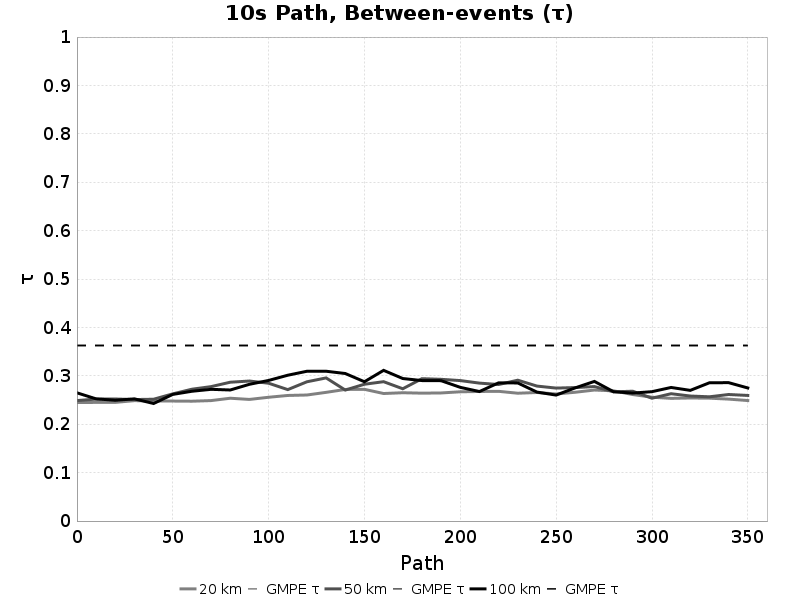 10s Path, Between-events (τ)
1
0.9
0.8
0.7
0.6
0.5
0.4
0.3
0.2
0.1
0
τ
0 50 100 150 200 250 300 350
Path
20 km GMPE τ 50 km GMPE τ 100 km GMPE τ